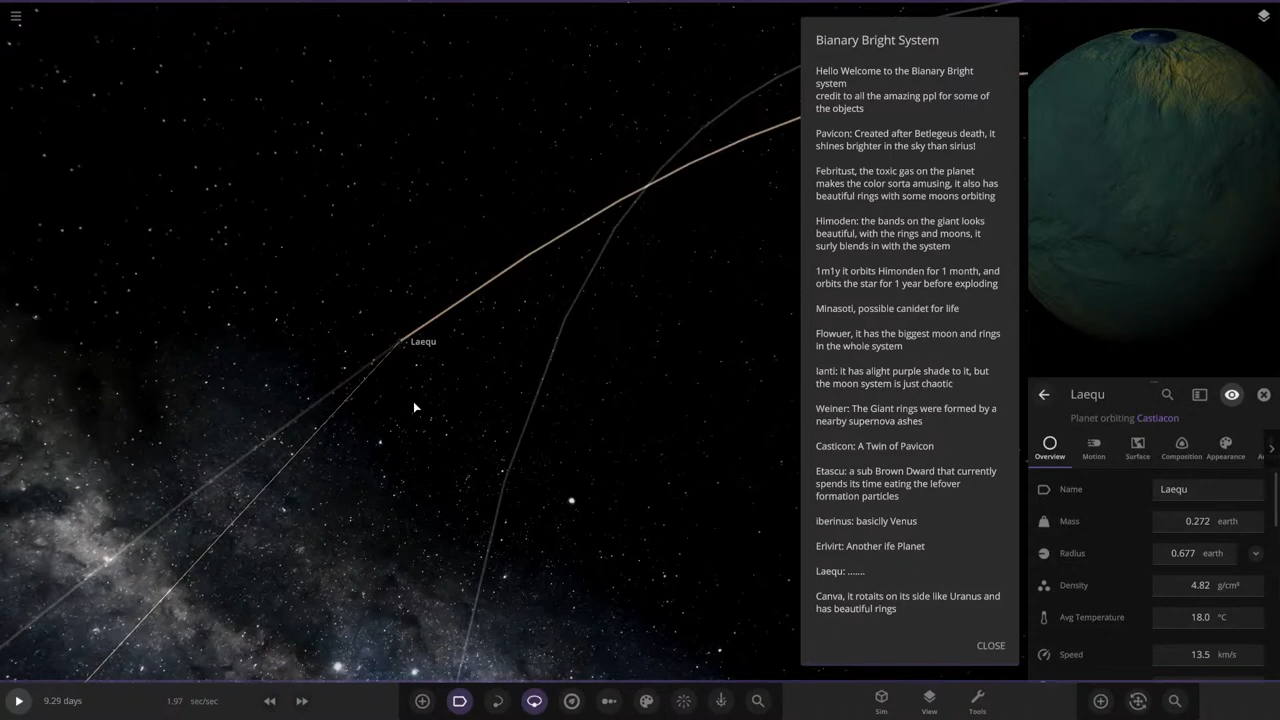 Bianary Bright System
Hello Welcome to the Bianary Bright
system
credit to all the amazing ppl for some of
the objects
Pavicon: Created after Betlegeus death, it
shines brighter in the sky than sirius!
Febritust, the toxic gas on the planet
makes the color sorta amusing, it also has
beautiful rings with some moons orbiting
Himoden: the bands on the giant looks
beautiful, with the rings and moons, it
surly blends in with the system
1m1y it orbits Himonden for 1 month, and
orbits the star for 1 year before exploding
Minasoti, possible canidet for life
Flowuer, it has the biggest moon and rings
in the whole system
Ianti: it has alight purple shade to it, but
the moon system is just chaotic
Weiner: The Giant rings were formed by a
nearby supernova ashes
Casticon: A Twin of Pavicon
Etascu: a sub Brown Dward that currently
spends its time eating the lefover
formation particles
iberinus: basiclly Venus
Erivirt: Another ife Planet
Laequ: .......
Canva, it rotaits on its side like Uranus and
has beautiful rings
CLOSE
Laequ
Laequ
Planet orbiting Castiacon
Overview
Motion
Surface
Composition
Appearance
Name
Laequ
Mass
0.272 earth
Radius
0.677 earth
Density
4.82 g/cm³
Avg Temperature
18.0 ºC
Speed
13.5 km/s
9.29 days
1.97 sec/sec
Sim
View
Tools